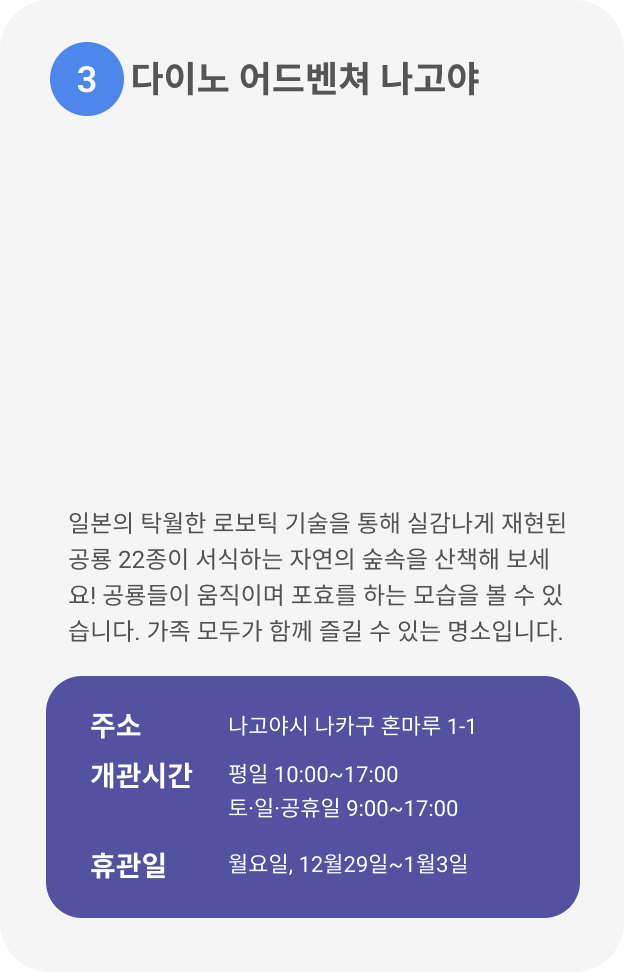 3 다이노 어드벤쳐 나고야
일본의 탁월한 로보틱 기술을 통해 실감나게 재현된
공룡 22종이 서식하는 자연의 숲속을 산책해 보세
요! 공룡들이 움직이며 포효를 하는 모습을 볼 수 있
습니다. 가족 모두가 함께 즐길 수 있는 명소입니다.
주소 나고야시 나카구 혼마루 1-1
개관시간 평일 10:00~17:00
토·일·공휴일 9:00~17:00
휴관일 월요일, 12월29일~1월3일